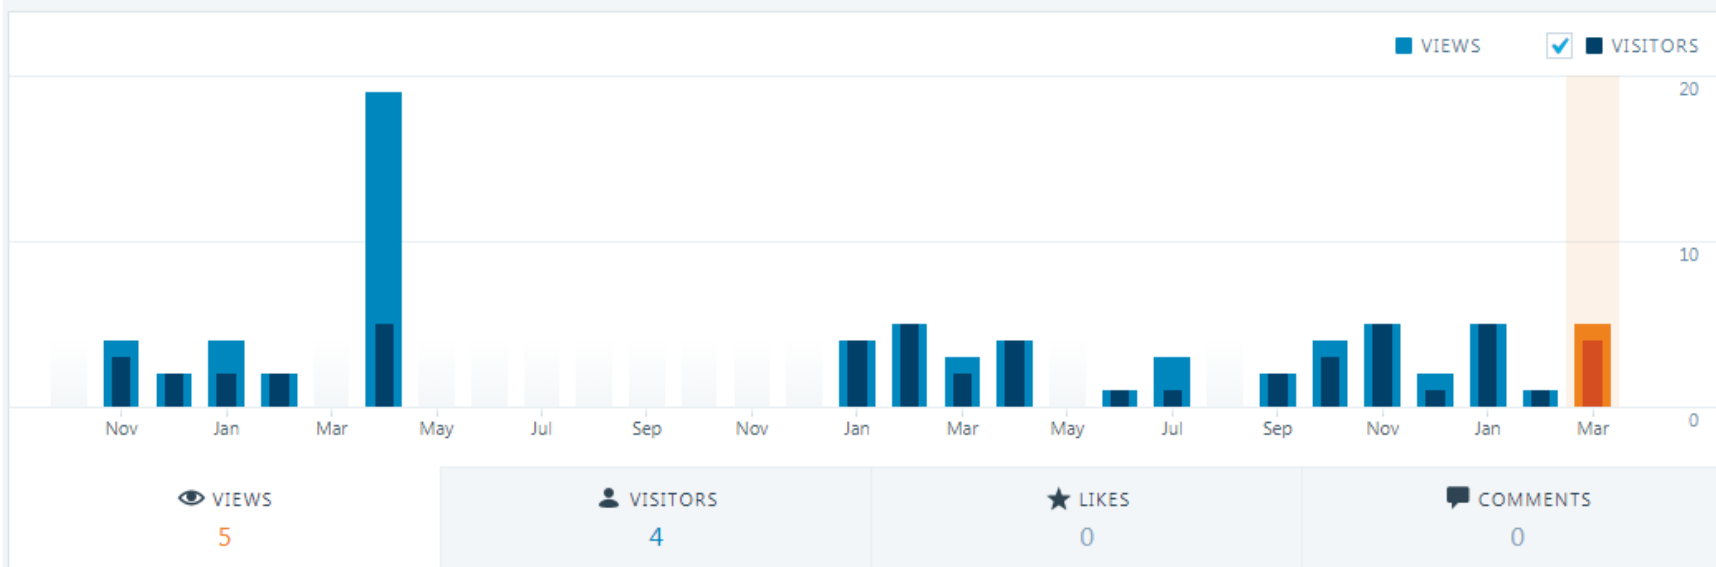 VIEWS VISITORS
20
10
0
Nov Jan Mar May Jul Sep Nov Jan Mar May Jul Sep Nov Jan Mar
VIEWS VISITORS LIKES COMMENTS
5 4 0 0